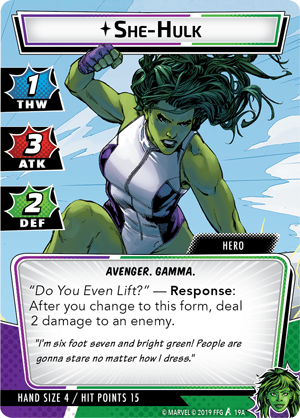 She-Hulk
1
THW
3
ATK
2
DEF
HERO
AVENGER. GAMMA.
"Do You Even Lift?" — Response:
After you change to this form, deal
2 damage to an enemy.
"I'm six foot seven and bright green! People are
gonna stare no matter how I dress."
HAND SIZE 4 / HIT POINTS 15
© MARVEL © 2019 FFG 19A